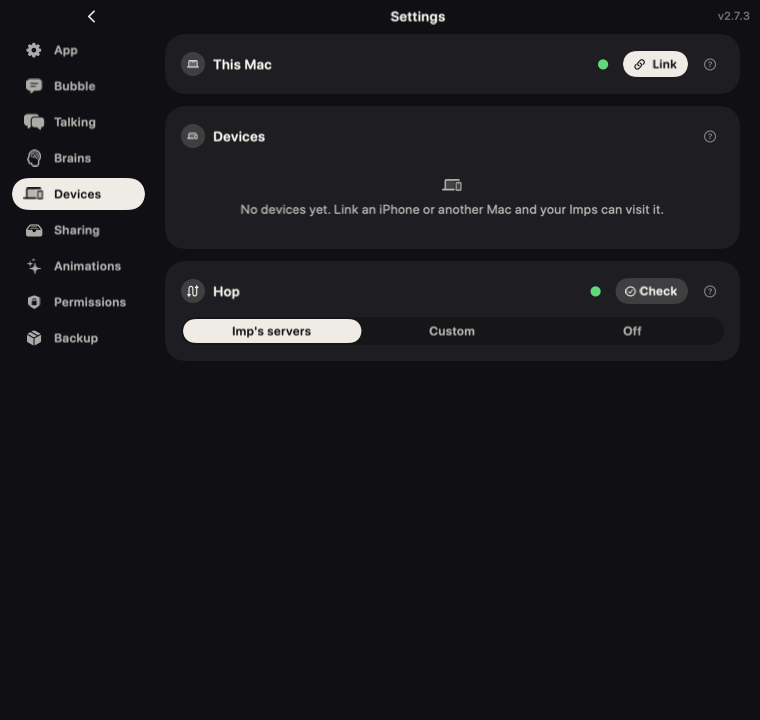 Settings
v2.7.3
App
Bubble
Talking
Brains
Devices
Sharing
Animations
Permissions
Backup
This Mac
Link
Devices
No devices yet. Link an iPhone or another Mac and your Imps can visit it.
Hop
Check
Imp's servers
Custom
Off